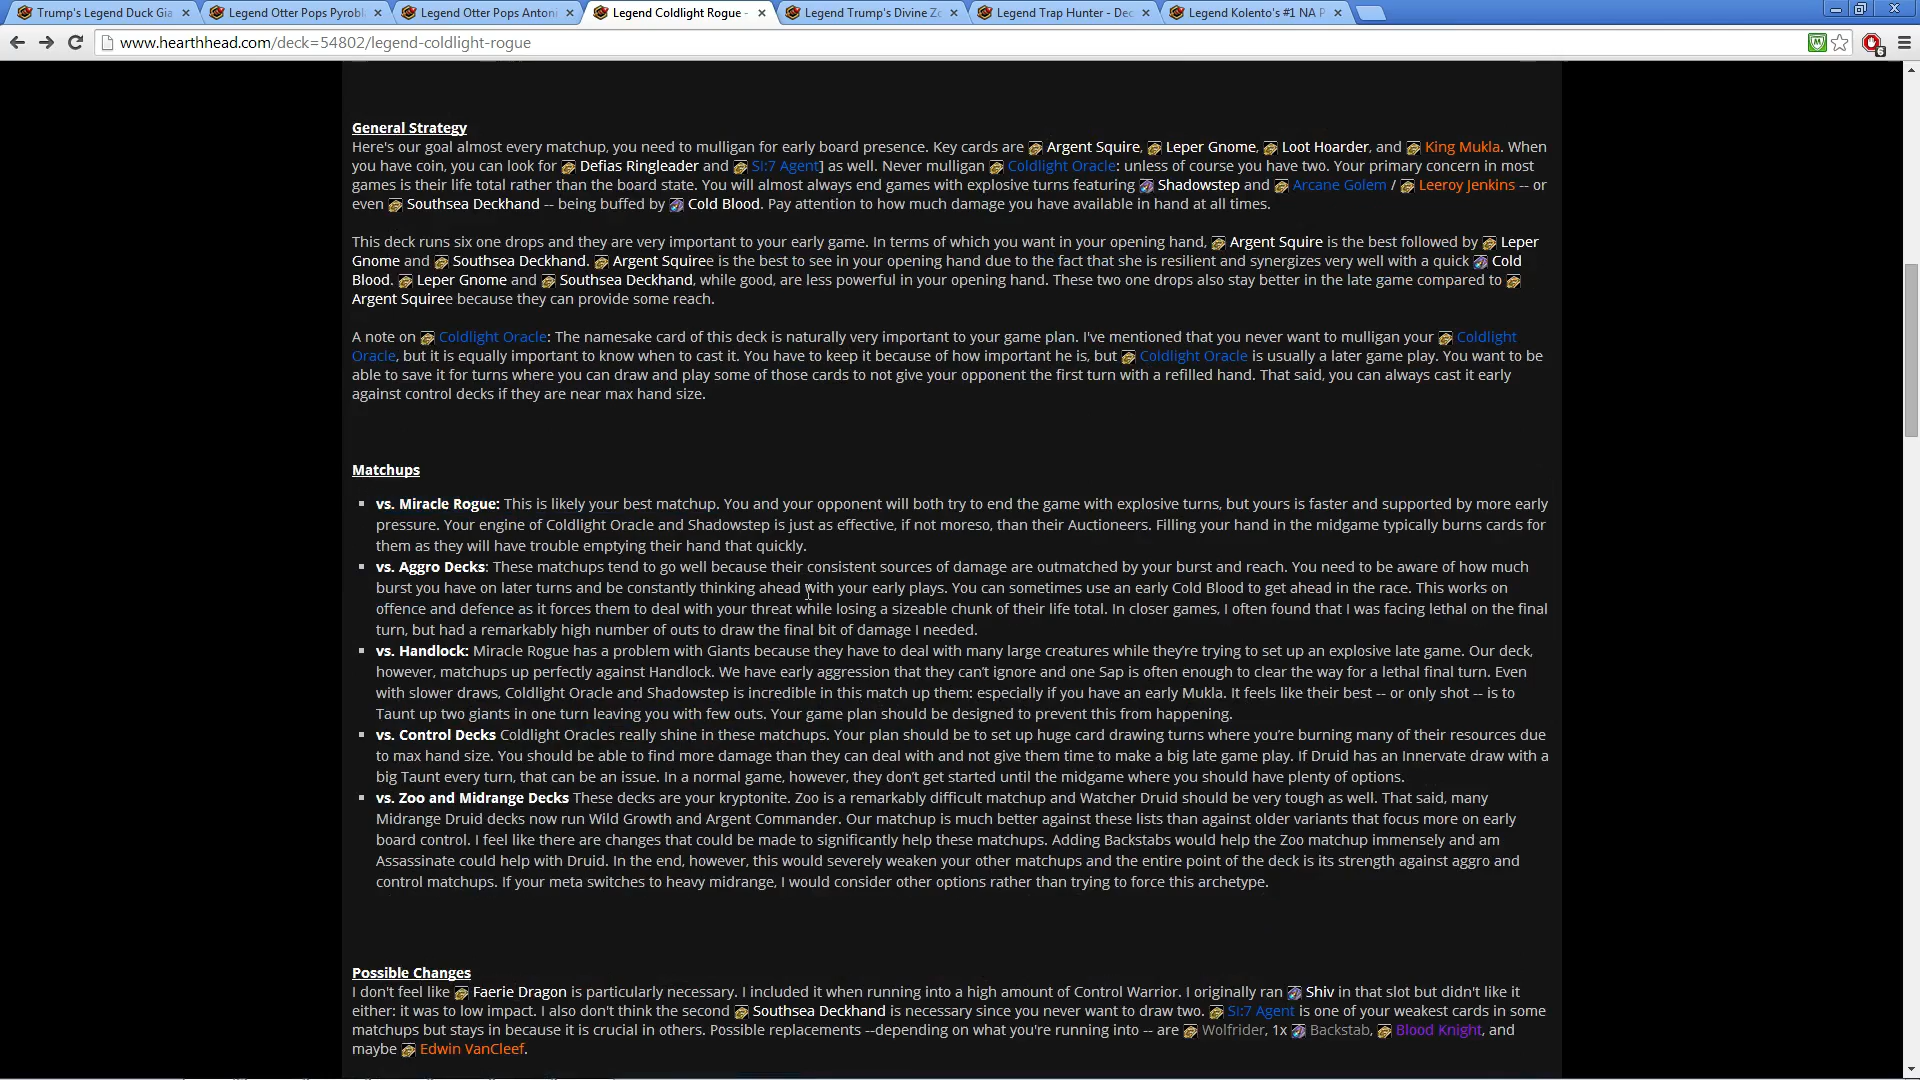 Trump's Legend Duck Gia
Legend Otter Pops Pyrobl
Legend Otter Pops Antoni
Legend Coldlight Rogue -
Legend Trump's Divine Zo
Legend Trap Hunter - Dec
Legend Kolento's #1 NA P
www.hearthhead.com/deck=54802/legend-coldlight-rogue
6
General Strategy
Here's our goal almost every matchup, you need to mulligan for early board presence. Key cards are Argent Squire, Leper Gnome, Loot Hoarder, and King Mukla. When
you have coin, you can look for Defias Ringleader and SI:7 Agent] as well. Never mulligan Coldlight Oracle: unless of course you have two. Your primary concern in most
games is their life total rather than the board state. You will almost always end games with explosive turns featuring Shadowstep and Arcane Golem / Leeroy Jenkins -- or
even Southsea Deckhand -- being buffed by Cold Blood. Pay attention to how much damage you have available in hand at all times.
This deck runs six one drops and they are very important to your early game. In terms of which you want in your opening hand, Argent Squire is the best followed by Leper
Gnome and Southsea Deckhand. Argent Squiree is the best to see in your opening hand due to the fact that she is resilient and synergizes very well with a quick Cold
Blood. Leper Gnome and Southsea Deckhand, while good, are less powerful in your opening hand. These two one drops also stay better in the late game compared to
Argent Squiree because they can provide some reach.
A note on Coldlight Oracle: The namesake card of this deck is naturally very important to your game plan. I've mentioned that you never want to mulligan your Coldlight
Oracle, but it is equally important to know when to cast it. You have to keep it because of how important he is, but Coldlight Oracle is usually a later game play. You want to be
able to save it for turns where you can draw and play some of those cards to not give your opponent the first turn with a refilled hand. That said, you can always cast it early
against control decks if they are near max hand size.
Matchups
vs. Miracle Rogue: This is likely your best matchup. You and your opponent will both try to end the game with explosive turns, but yours is faster and supported by more early
pressure. Your engine of Coldlight Oracle and Shadowstep is just as effective, if not moreso, than their Auctioneers. Filling your hand in the midgame typically burns cards for
them as they will have trouble emptying their hand that quickly.
vs. Aggro Decks: These matchups tend to go well because their consistent sources of damage are outmatched by your burst and reach. You need to be aware of how much
burst you have on later turns and be constantly thinking ahead with your early plays. You can sometimes use an early Cold Blood to get ahead in the race. This works on
offence and defence as it forces them to deal with your threat while losing a sizeable chunk of their life total. In closer games, I often found that I was facing lethal on the final
turn, but had a remarkably high number of outs to draw the final bit of damage I needed.
vs. Handlock: Miracle Rogue has a problem with Giants because they have to deal with many large creatures while they're trying to set up an explosive late game. Our deck,
however, matchups up perfectly against Handlock. We have early aggression that they can't ignore and one Sap is often enough to clear the way for a lethal final turn. Even
with slower draws, Coldlight Oracle and Shadowstep is incredible in this match up them: especially if you have an early Mukla. It feels like their best -- or only shot -- is to
Taunt up two giants in one turn leaving you with few outs. Your game plan should be designed to prevent this from happening.
vs. Control Decks Coldlight Oracles really shine in these matchups. Your plan should be to set up huge card drawing turns where you're burning many of their resources due
to max hand size. You should be able to find more damage than they can deal with and not give them time to make a big late game play. If Druid has an Innervate draw with a
big Taunt every turn, that can be an issue. In a normal game, however, they don't get started until the midgame where you should have plenty of options.
vs. Zoo and Midrange Decks These decks are your kryptonite. Zoo is a remarkably difficult matchup and Watcher Druid should be very tough as well. That said, many
Midrange Druid decks now run Wild Growth and Argent Commander. Our matchup is much better against these lists than against older variants that focus more on early
board control. I feel like there are changes that could be made to significantly help these matchups. Adding Backstabs would help the Zoo matchup immensely and am
Assassinate could help with Druid. In the end, however, this would severely weaken your other matchups and the entire point of the deck is its strength against aggro and
control matchups. If your meta switches to heavy midrange, I would consider other options rather than trying to force this archetype.
Possible Changes
I don't feel like Faerie Dragon is particularly necessary. I included it when running into a high amount of Control Warrior. I originally ran Shiv in that slot but didn't like it
either: it was to low impact. I also don't think the second Southsea Deckhand is necessary since you never want to draw two. SI:7 Agent is one of your weakest cards in some
matchups but stays in because it is crucial in others. Possible replacements --depending on what you're running into -- are Wolfrider, 1x Backstab, Blood Knight, and
maybe Edwin VanCleef.